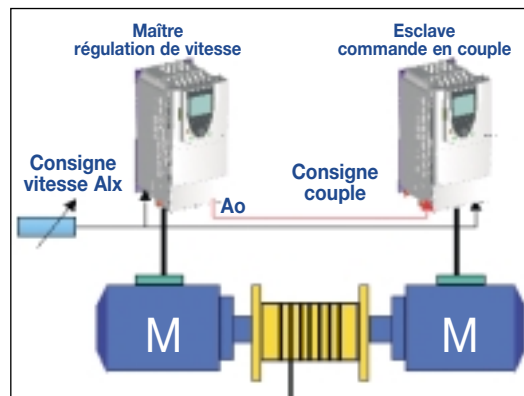 Maître
régulation de vitesse
Esclave
commande en couple
Consigne
vitesse AIx
Consigne
couple
Ao
M
M